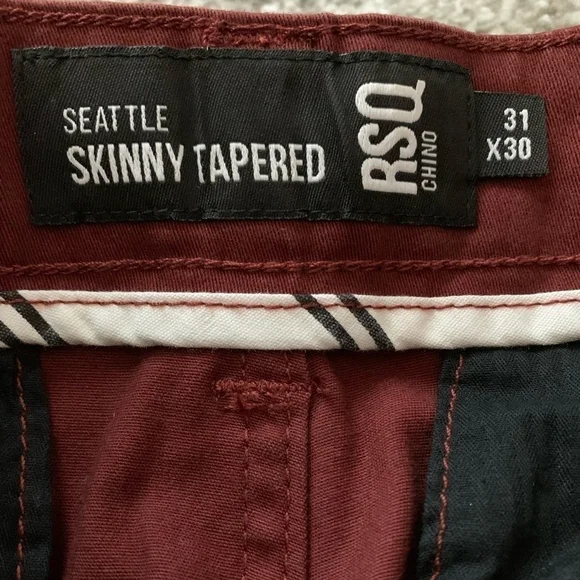 SEATTLE
SKINNY TAPERED
RSQ
CHINO
31
X30